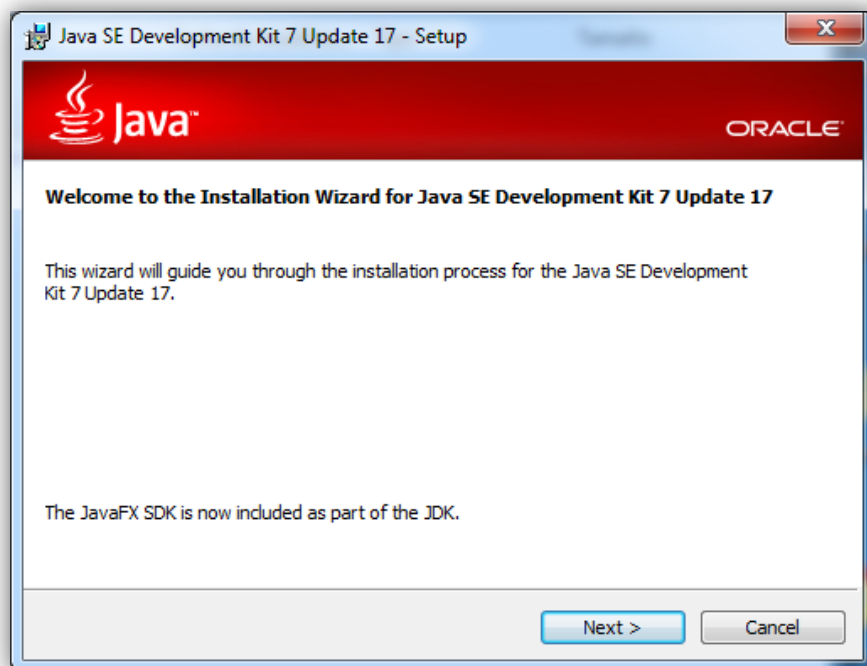 Java SE Development Kit 7 Update 17 - Setup
Java™
ORACLE®
Welcome to the Installation Wizard for Java SE Development Kit 7 Update 17
This wizard will guide you through the installation process for the Java SE Development
Kit 7 Update 17.
The JavaFX SDK is now included as part of the JDK.
Next >
Cancel